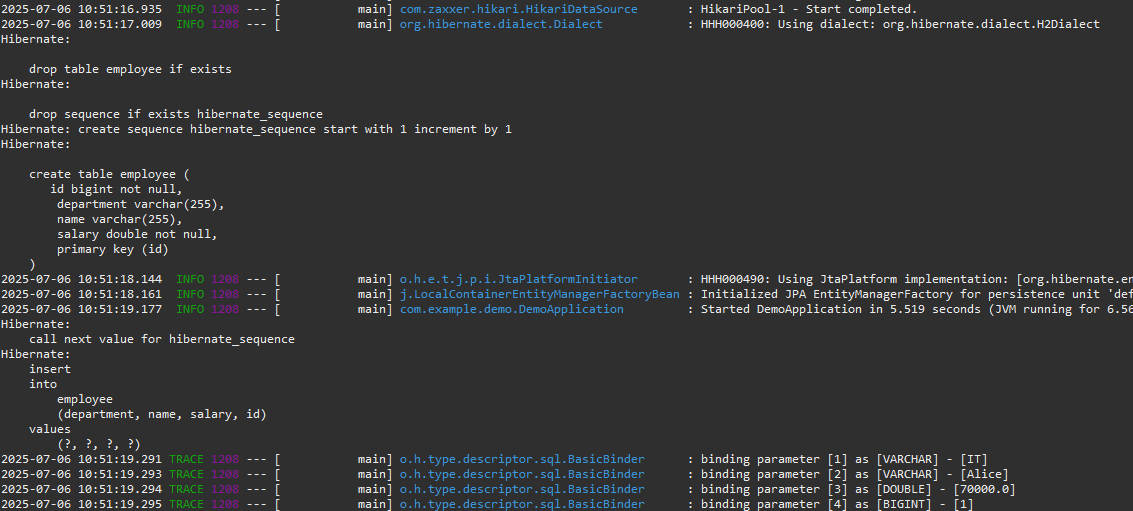 2025-07-06 10:51:16.935  INFO 1208 --- [           main] com.zaxxer.hikari.HikariDataSource       : HikariPool-1 - Start completed.
2025-07-06 10:51:17.009  INFO 1208 --- [           main] org.hibernate.dialect.Dialect            : HHH000400: Using dialect: org.hibernate.dialect.H2Dialect
Hibernate:
    drop table employee if exists
Hibernate:
    drop sequence if exists hibernate_sequence
Hibernate: create sequence hibernate_sequence start with 1 increment by 1
Hibernate:
    create table employee (
       id bigint not null,
        department varchar(255),
        name varchar(255),
        salary double not null,
        primary key (id)
    )
2025-07-06 10:51:18.144  INFO 1208 --- [           main] o.h.e.t.j.p.i.JtaPlatformInitiator       : HHH000490: Using JtaPlatform implementation: [org.hibernate.en
2025-07-06 10:51:18.161  INFO 1208 --- [           main] j.LocalContainerEntityManagerFactoryBean : Initialized JPA EntityManagerFactory for persistence unit 'def
2025-07-06 10:51:19.177  INFO 1208 --- [           main] com.example.demo.DemoApplication         : Started DemoApplication in 5.519 seconds (JVM running for 6.56
Hibernate:
    call next value for hibernate_sequence
Hibernate:
    insert
    into
        employee
        (department, name, salary, id)
    values
        (?, ?, ?, ?)
2025-07-06 10:51:19.291 TRACE 1208 --- [           main] o.h.type.descriptor.sql.BasicBinder      : binding parameter [1] as [VARCHAR] - [IT]
2025-07-06 10:51:19.293 TRACE 1208 --- [           main] o.h.type.descriptor.sql.BasicBinder      : binding parameter [2] as [VARCHAR] - [Alice]
2025-07-06 10:51:19.294 TRACE 1208 --- [           main] o.h.type.descriptor.sql.BasicBinder      : binding parameter [3] as [DOUBLE] - [70000.0]
2025-07-06 10:51:19.295 TRACE 1208 --- [           main] o.h.type.descriptor.sql.BasicBinder      : binding parameter [4] as [BIGINT] - [1]